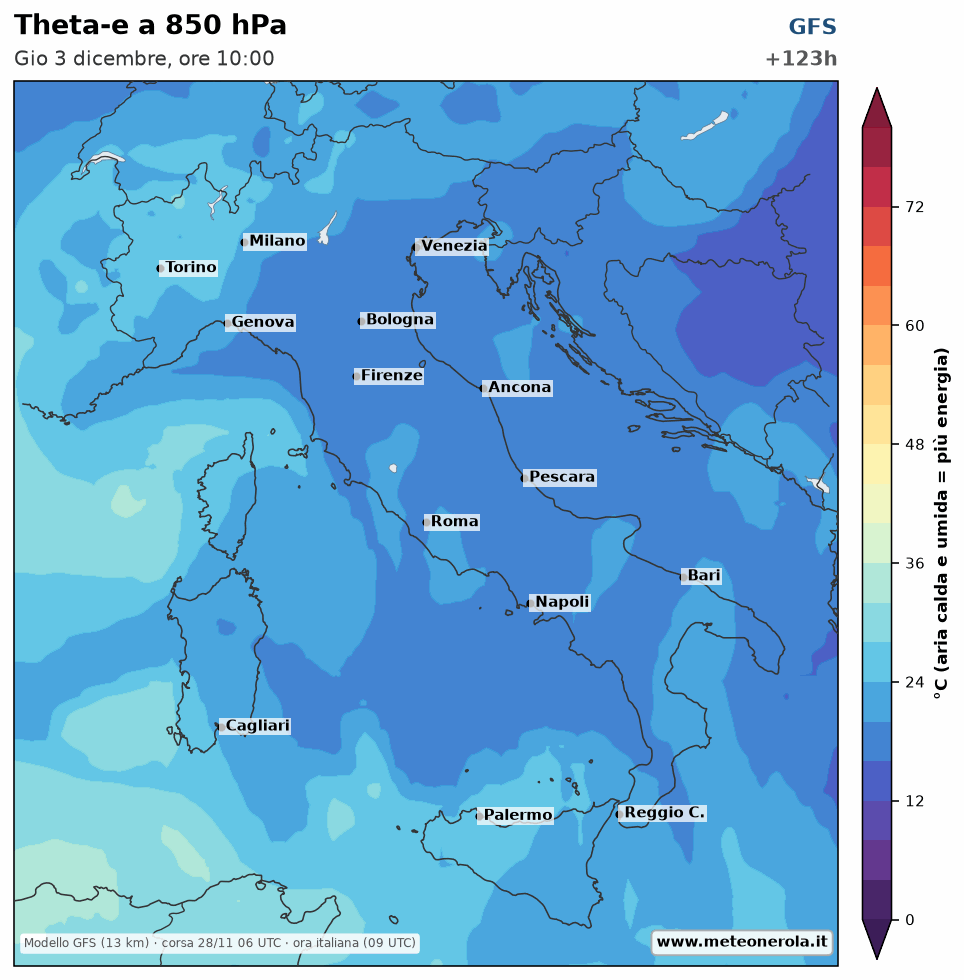 Theta-e a 850 hPa
GFS
Gio 3 dicembre, ore 10:00
+123h
Milano
Venezia
Torino
Genova
Bologna
Firenze
Ancona
Pescara
Roma
Bari
Napoli
Cagliari
Palermo
Reggio C.
72
60
48
36
24
12
0
°C (aria calda e umida = più energia)
Modello GFS (13 km) · corsa 28/11 06 UTC · ora italiana (09 UTC)
www.meteonerola.it